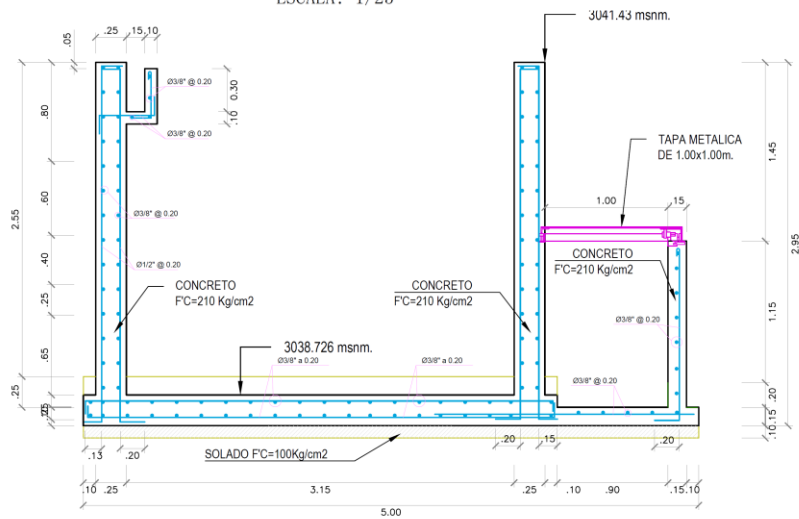 ESCALA: 1/25
3041.43 msnm.
.25
.15
.10
.05
Ø3/8" @ 0.20
0.30
.10
Ø3/8" @ 0.20
.80
1.45
TAPA METALICA
DE 1.00x1.00m.
1.00
15
.60
Ø3/8" @ 0.20
2.55
2.95
.40
Ø1/2" @ 0.20
CONCRETO
F'C=210 Kg/cm2
CONCRETO
F'C=210 Kg/cm2
CONCRETO
F'C=210 Kg/cm2
.25
1.15
Ø3/8" @ 0.20
.65
3038.726 msnm.
Ø3/8" a 0.20
Ø3/8" a 0.20
Ø3/8" @ 0.20
.25
.20
.15
.10
.13
.20
SOLADO F'C=100Kg/cm2
.20
15
.20
.10
.25
3.15
.25
.10
.90
.15
.10
5.00